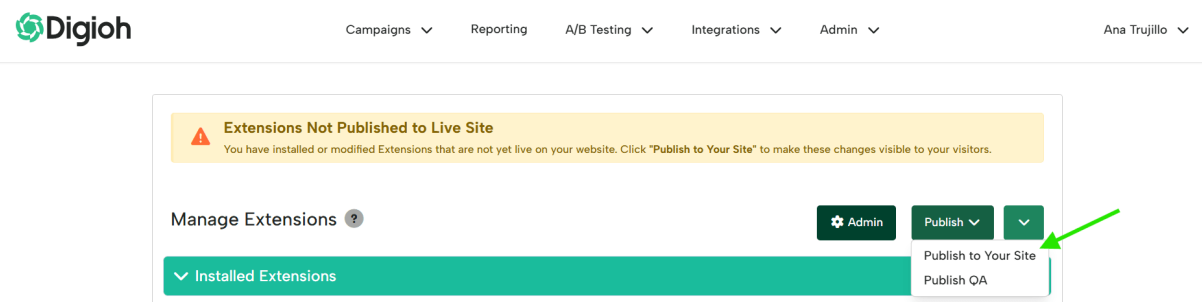 Digioh
Campaigns Reporting A/B Testing Integrations Admin Ana Trujillo
Extensions Not Published to Live Site
You have installed or modified Extensions that are not yet live on your website. Click "Publish to Your Site" to make these changes visible to your visitors.
Manage Extensions ? Admin Publish
Publish to Your Site
Installed Extensions
Publish QA